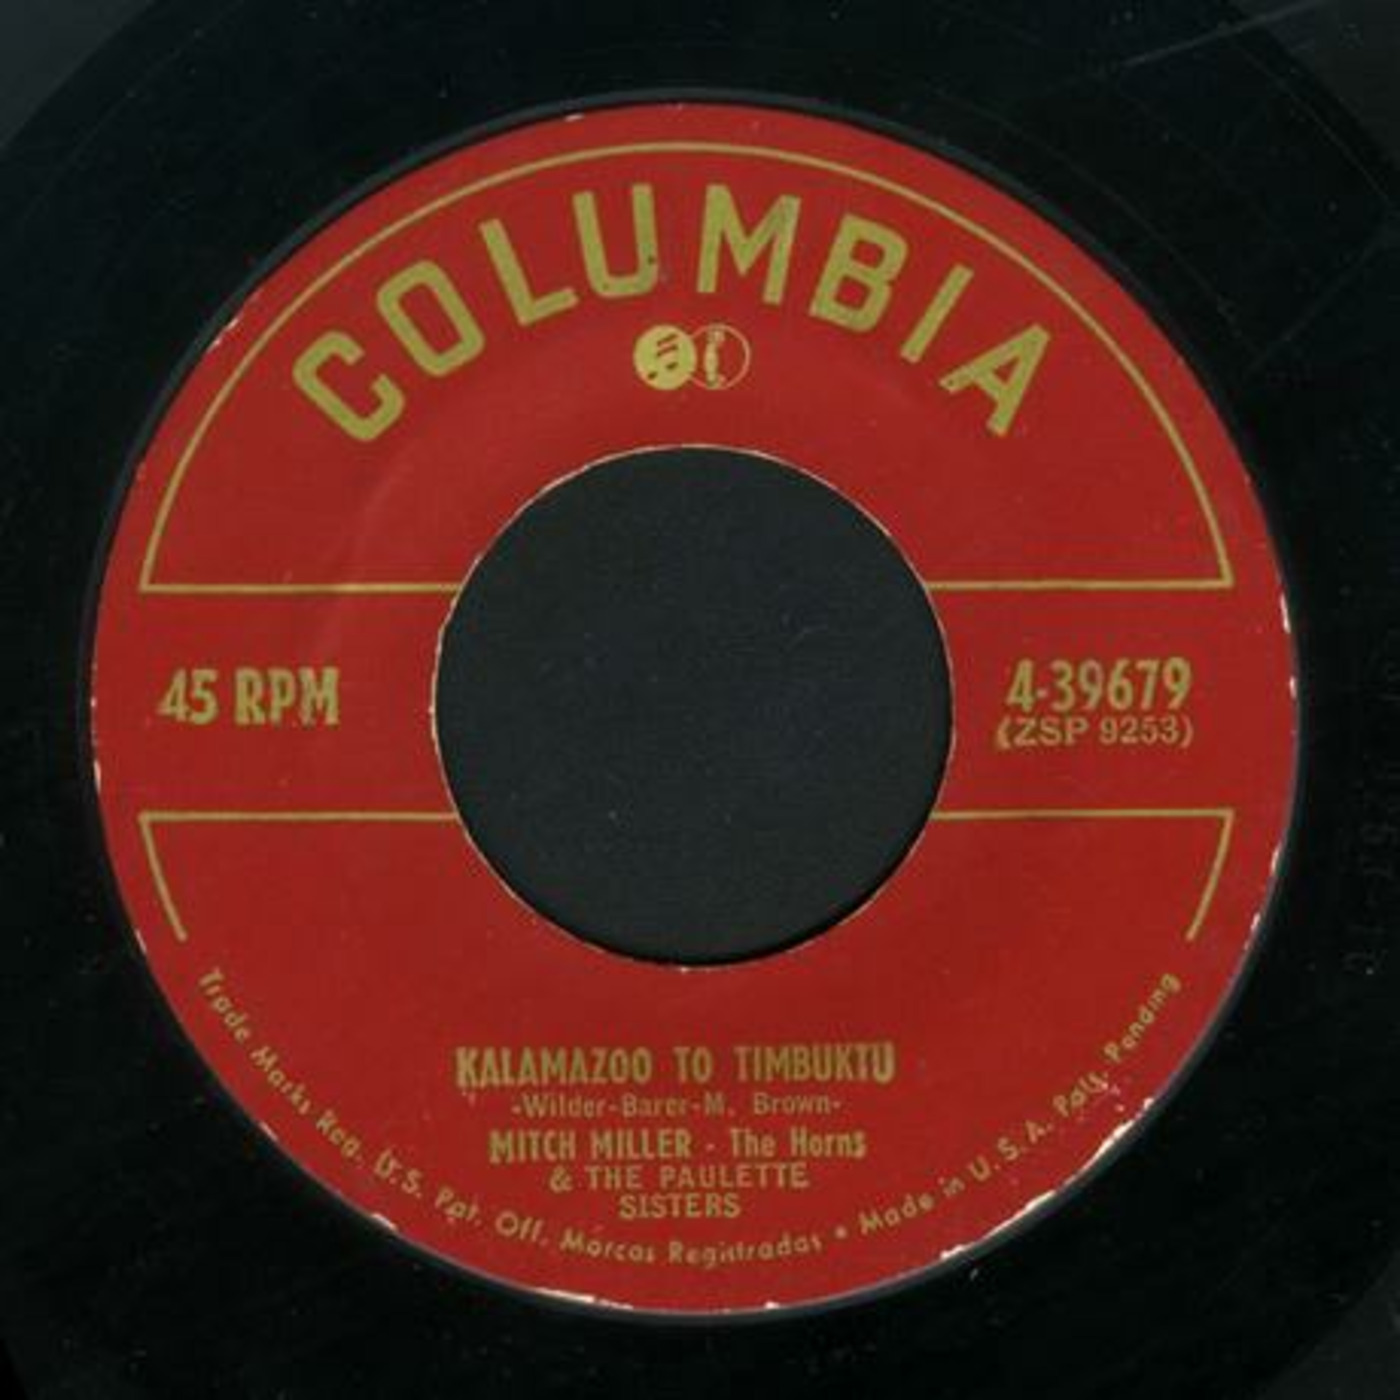 COLUMBIA
45 RPM
4-39679
(ZSP 9253)
KALAMAZOO TO TIMBUKTU
-Wilder-Barer-M. Brown-
MITCH MILLER - The Horns
& THE PAULETTE
SISTERS
Trade Marks Reg. U.S. Pat. Off. Marcas Registradas • Made in U.S.A. Pats. Pending